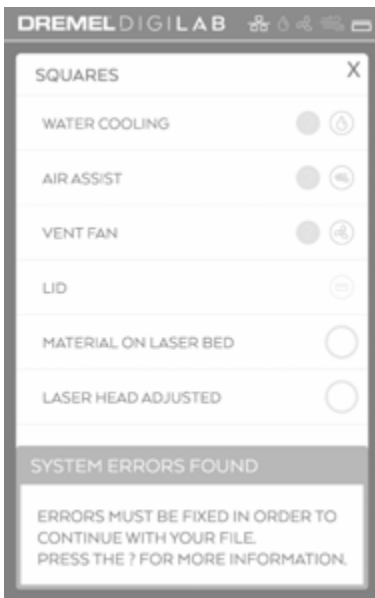 DREMEL DIGILAB
SQUARES X
WATER COOLING
AIR ASSIST
VENT FAN
LID
MATERIAL ON LASER BED
LASER HEAD ADJUSTED
SYSTEM ERRORS FOUND
ERRORS MUST BE FIXED IN ORDER TO
CONTINUE WITH YOUR FILE.
PRESS THE ? FOR MORE INFORMATION.